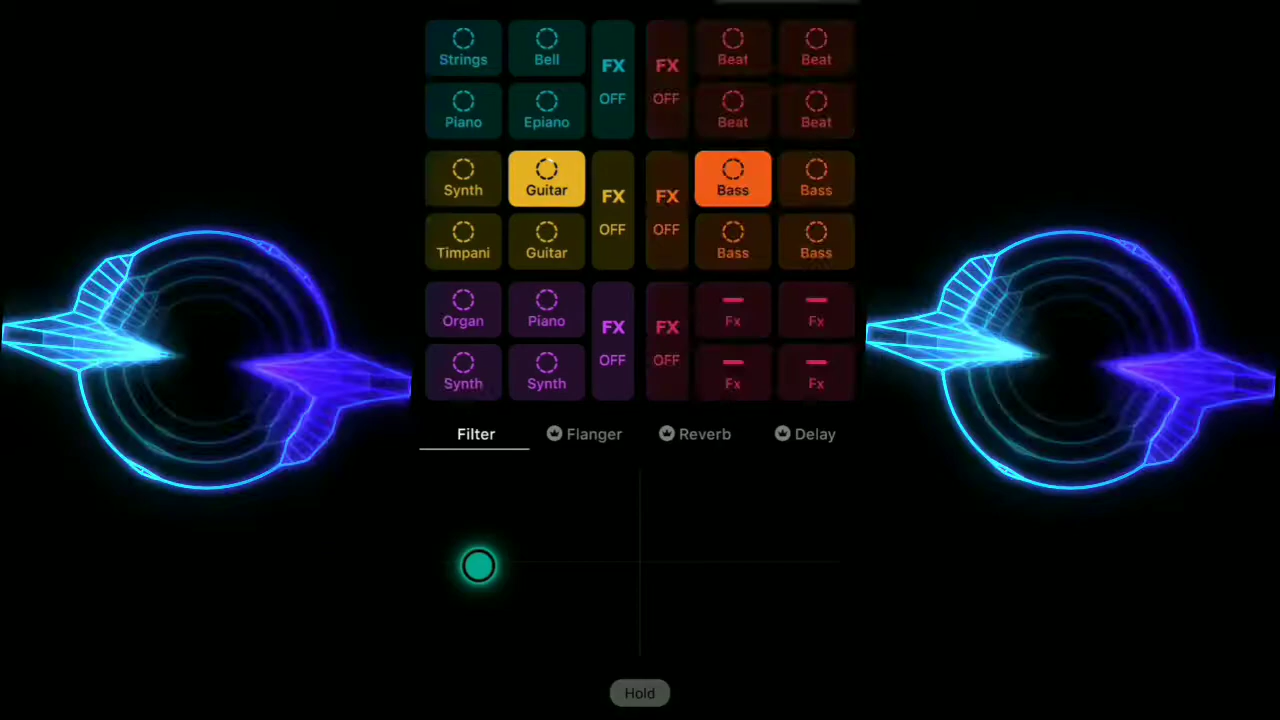 Strings Bell FX FX Beat Beat
OFF OFF
Piano Epiano Beat Beat
Synth Guitar FX FX Bass Bass
OFF OFF
Timpani Guitar Bass Bass
Organ Piano FX FX Fx Fx
OFF OFF
Synth Synth Fx Fx
Filter Flanger Reverb Delay
Hold